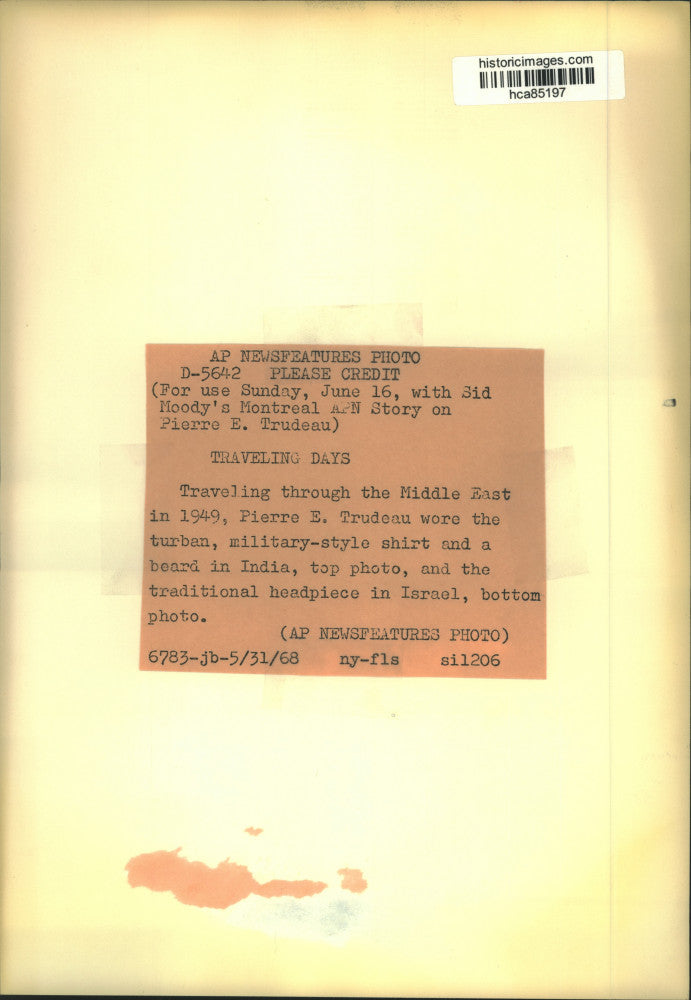 historicimages.com
hca85197
AP NEWSFEATURES PHOTO
D-5642 PLEASE CREDIT
(For use Sunday, June 16, with Sid
Moody's Montreal APN Story on
Pierre E. Trudeau)
TRAVELING DAYS
Traveling through the Middle East
in 1949, Pierre E. Trudeau wore the
turban, military-style shirt and a
beard in India, top photo, and the
traditional headpiece in Israel, bottom
photo.
(AP NEWSFEATURES PHOTO)
6783-jb-5/31/68 ny-fls sil206